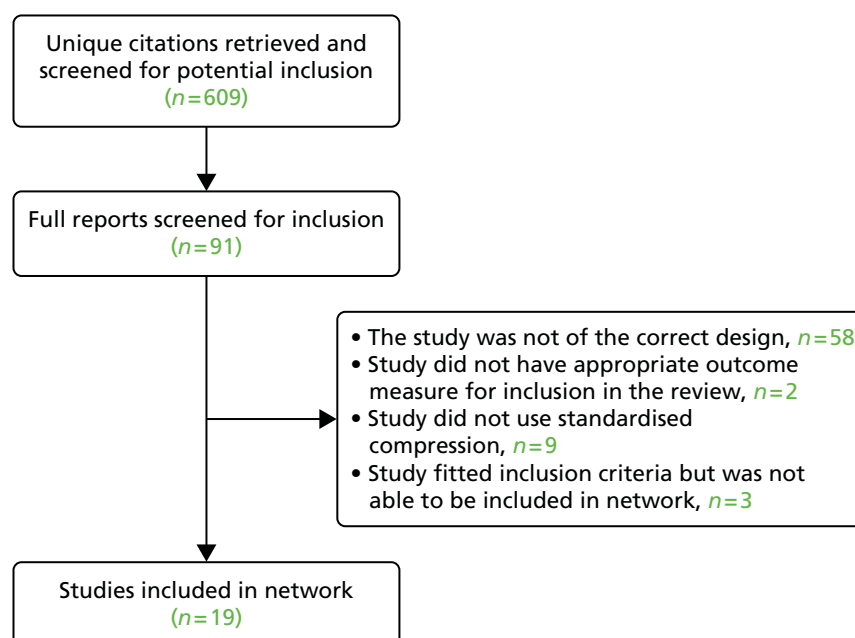 Unique citations retrieved and
screened for potential inclusion
(n=609)
Full reports screened for inclusion
(n=91)
• The study was not of the correct design, n=58
• Study did not have appropriate outcome
measure for inclusion in the review, n=2
• Study did not use standardised
compression, n=9
• Study fitted inclusion criteria but was not
able to be included in network, n=3
Studies included in network
(n=19)